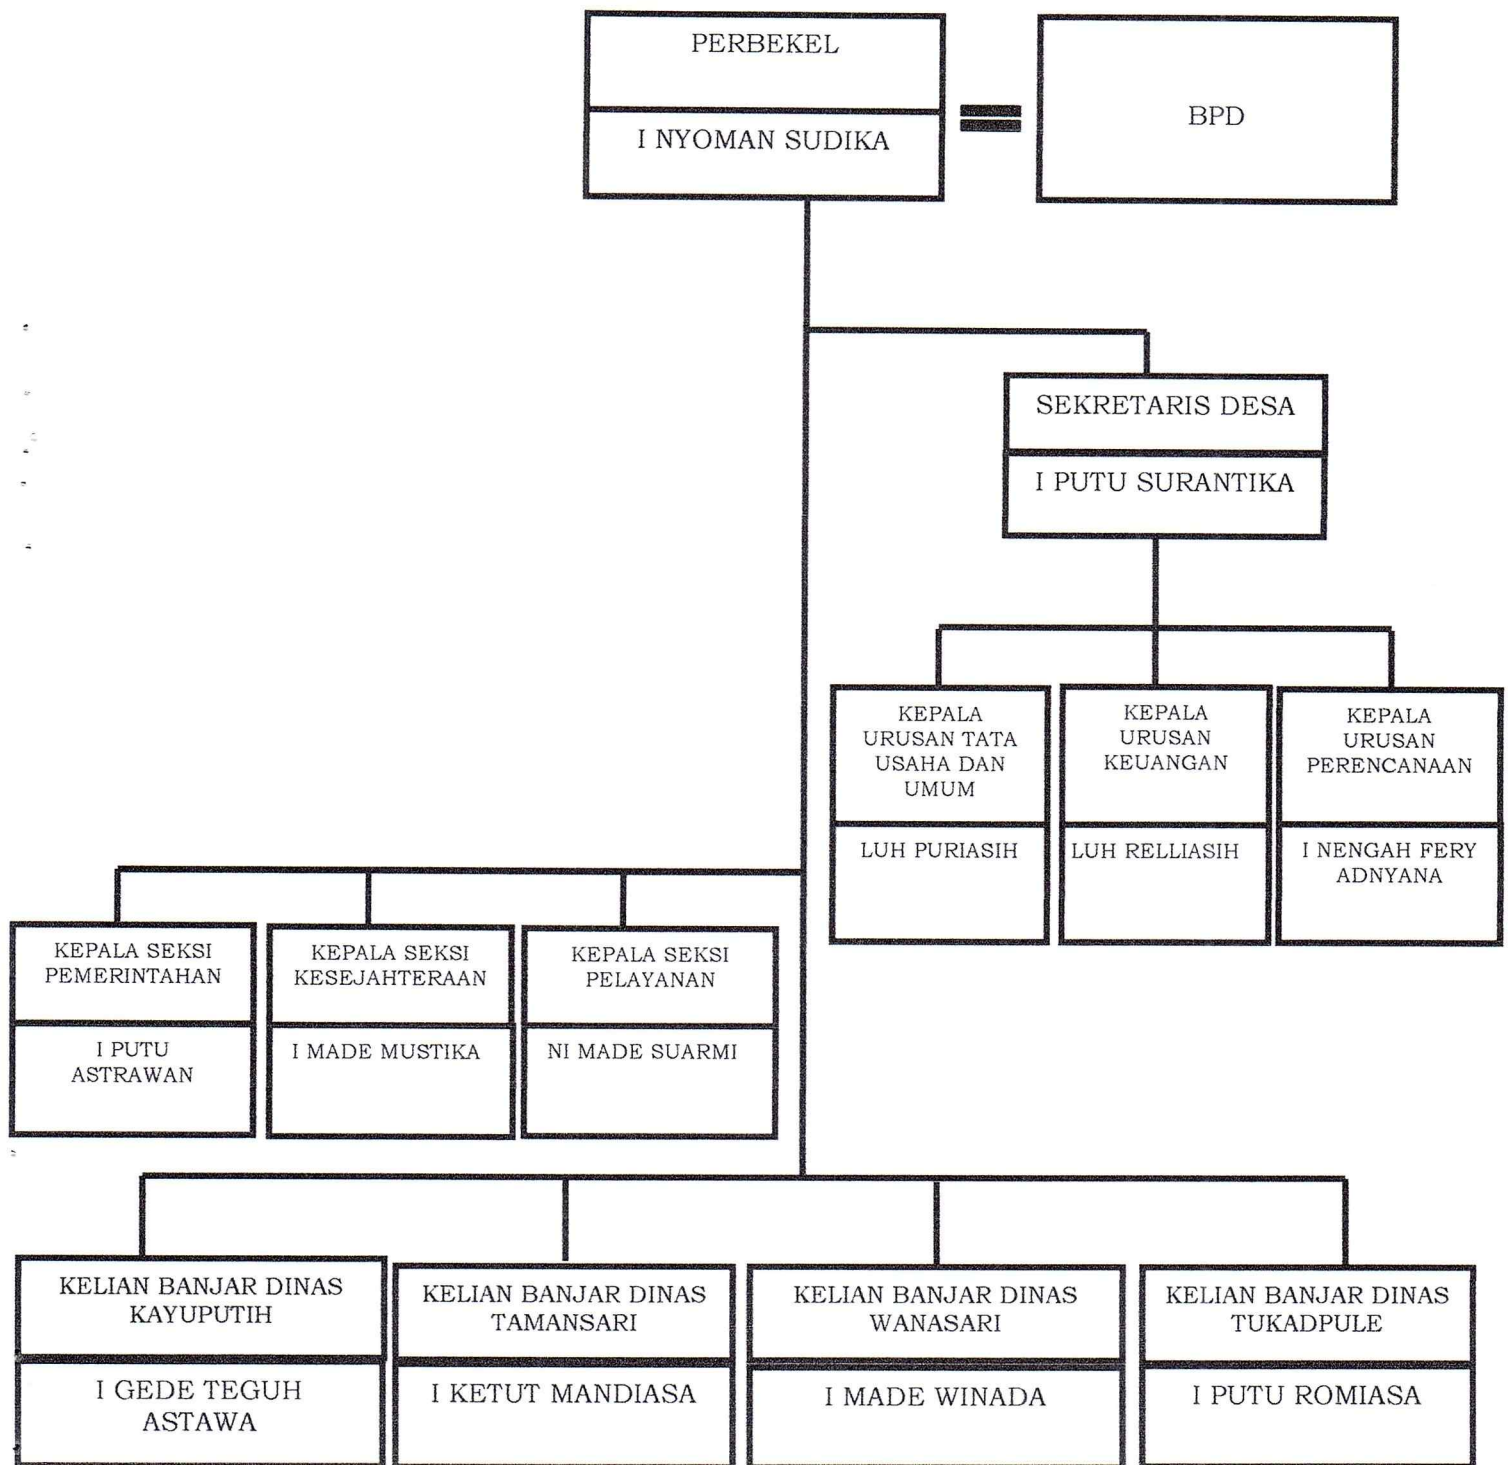 PERBEKEL
I NYOMAN SUDIKA
BPD
SEKRETARIS DESA
I PUTU SURANTIKA
KEPALA
URUSAN TATA
USAHA DAN
UMUM
LUH PURIASIH
KEPALA
URUSAN
KEUANGAN
LUH RELLIASIH
KEPALA
URUSAN
PERENCANAAN
I NENGAH FERY
ADNYANA
KEPALA SEKSI
PEMERINTAHAN
I PUTU
ASTRAWAN
KEPALA SEKSI
KESEJAHTERAAN
I MADE MUSTIKA
KEPALA SEKSI
PELAYANAN
NI MADE SUARMI
KELIAN BANJAR DINAS
KAYUPUTIH
I GEDE TEGUH
ASTAWA
KELIAN BANJAR DINAS
TAMANSARI
I KETUT MANDIASA
KELIAN BANJAR DINAS
WANASARI
I MADE WINADA
KELIAN BANJAR DINAS
TUKADPULE
I PUTU ROMIASA